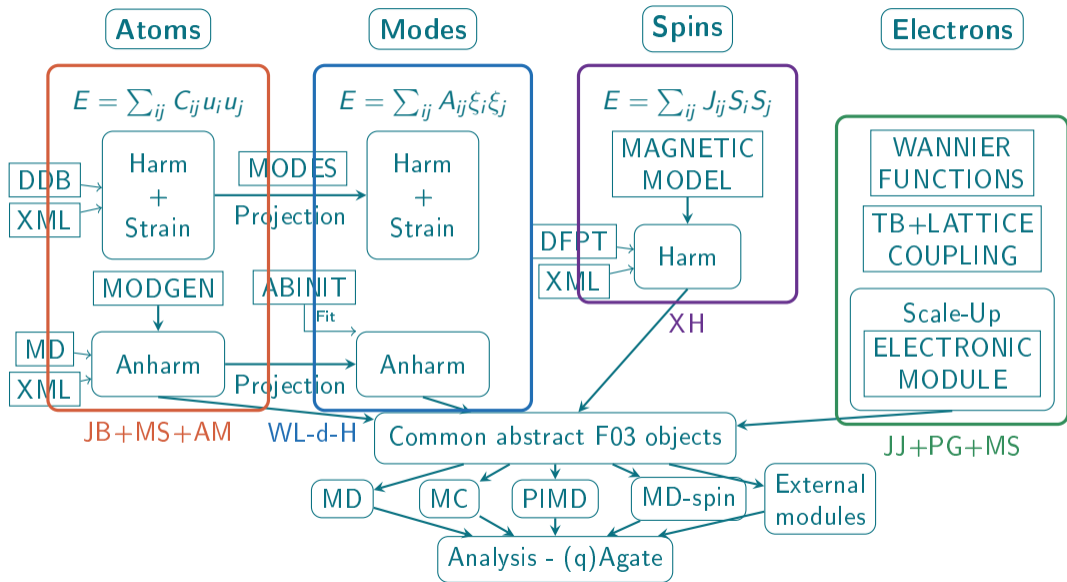 Atoms
Modes
Spins
Electrons
E = ∑ij Cij ui uj
E = ∑ij Aij ξi ξj
E = ∑ij Jij Si Sj
DDB
XML
Harm
+
Strain
MODES
Projection
Harm
+
Strain
MAGNETIC
MODEL
DFPT
XML
Harm
WANNIER
FUNCTIONS
TB+LATTICE
COUPLING
Scale-Up
ELECTRONIC
MODULE
MODGEN
ABINIT
Fit
MD
XML
Anharm
Projection
Anharm
XH
JB+MS+AM
WL-d-H
JJ+PG+MS
Common abstract F03 objects
MD
MC
PIMD
MD-spin
External
modules
Analysis - (q)Agate